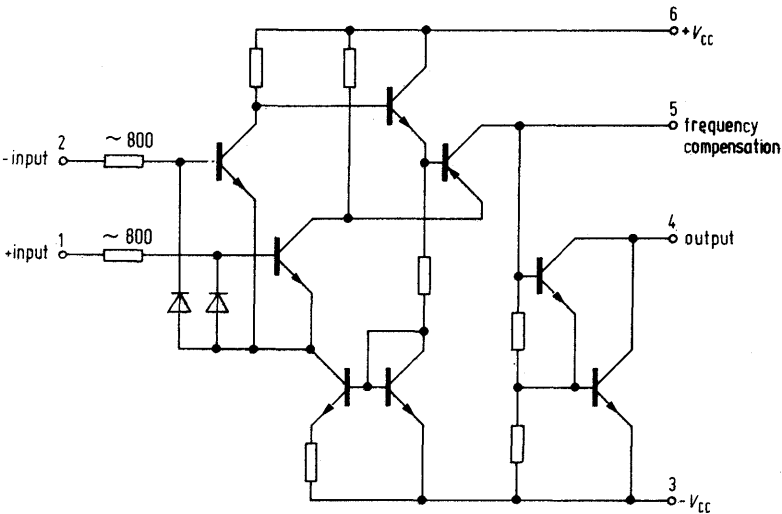 6
+VCC
5
frequency
compensation
2
-input
~ 800
4
output
1
+input
~ 800
3
-VCC